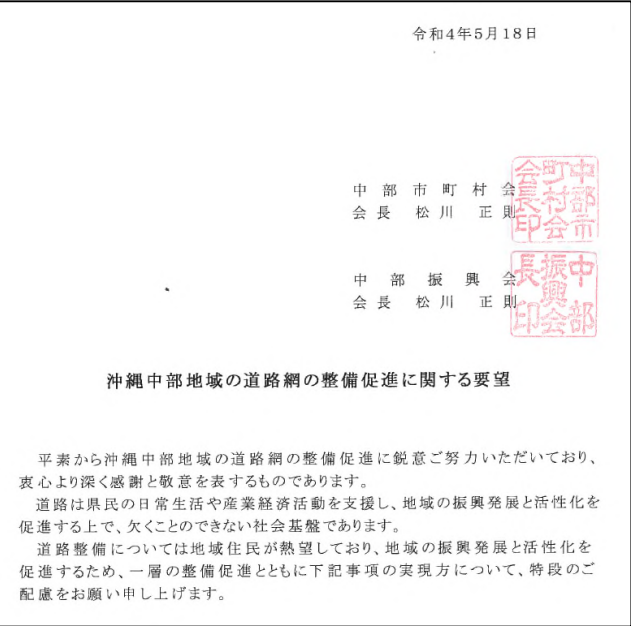 令和4年5月18日
中部市町村会
会長 松川 正則
中部市
町村会
会長印
中部振興会
会長 松川 正則
中部
振興会
長印
沖縄中部地域の道路網の整備促進に関する要望
平素から沖縄中部地域の道路網の整備促進に鋭意ご努力いただいており、
衷心より深く感謝と敬意を表するものであります。
道路は県民の日常生活や産業経済活動を支援し、地域の振興発展と活性化を
促進する上で、欠くことのできない社会基盤であります。
道路整備については地域住民が熱望しており、地域の振興発展と活性化を
促進するため、一層の整備促進とともに下記事項の実現方について、特段のご
配慮をお願い申し上げます。